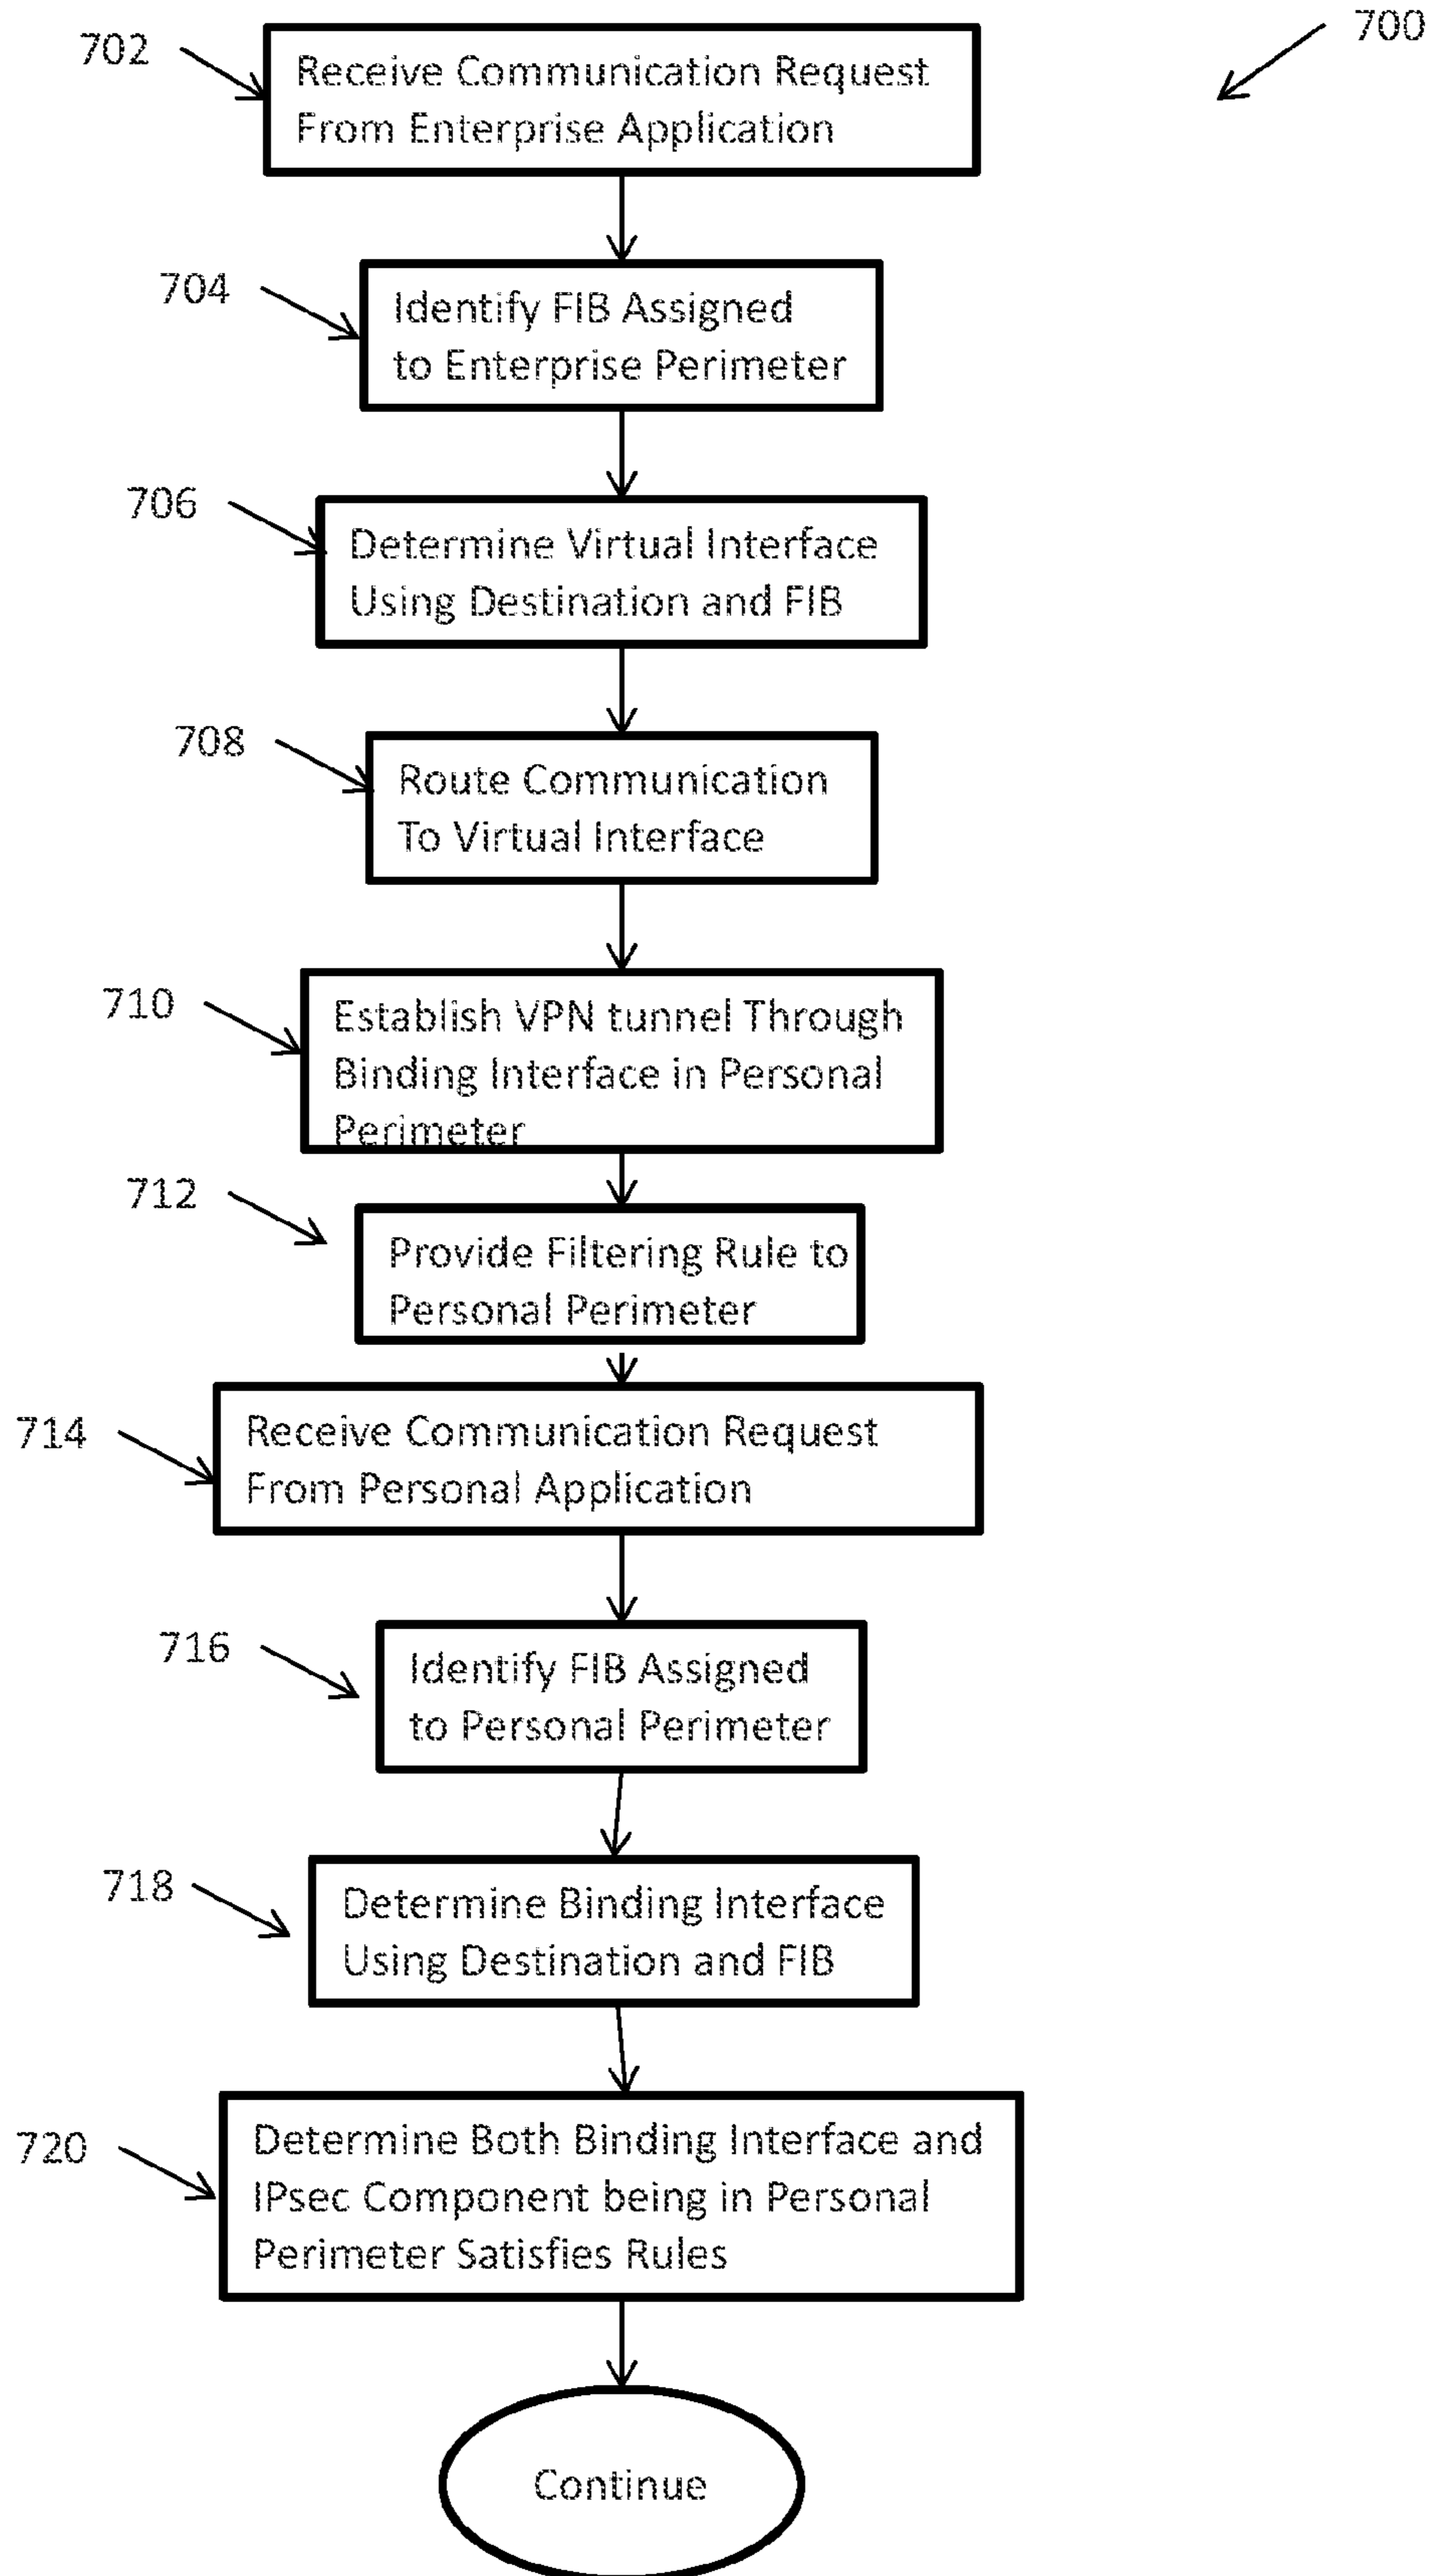 700
702
Receive Communication Request
From Enterprise Application
704
Identify FIB Assigned
to Enterprise Perimeter
706
Determine Virtual Interface
Using Destination and FIB
708
Route Communication
To Virtual Interface
710
Establish VPN tunnel Through
Binding Interface in Personal
Perimeter
712
Provide Filtering Rule to
Personal Perimeter
714
Receive Communication Request
From Personal Application
716
Identify FIB Assigned
to Personal Perimeter
718
Determine Binding Interface
Using Destination and FIB
720
Determine Both Binding Interface and
IPsec Component being in Personal
Perimeter Satisfies Rules
Continue